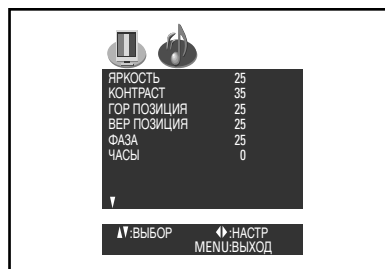 ЯРКОСТЬ 25
КОНТРАСТ 35
ГОР ПОЗИЦИЯ 25
ВЕР ПОЗИЦИЯ 25
ФАЗА 25
ЧАСЫ 0
:ВЫБОР :НАСТР
MENU:ВЫХОД